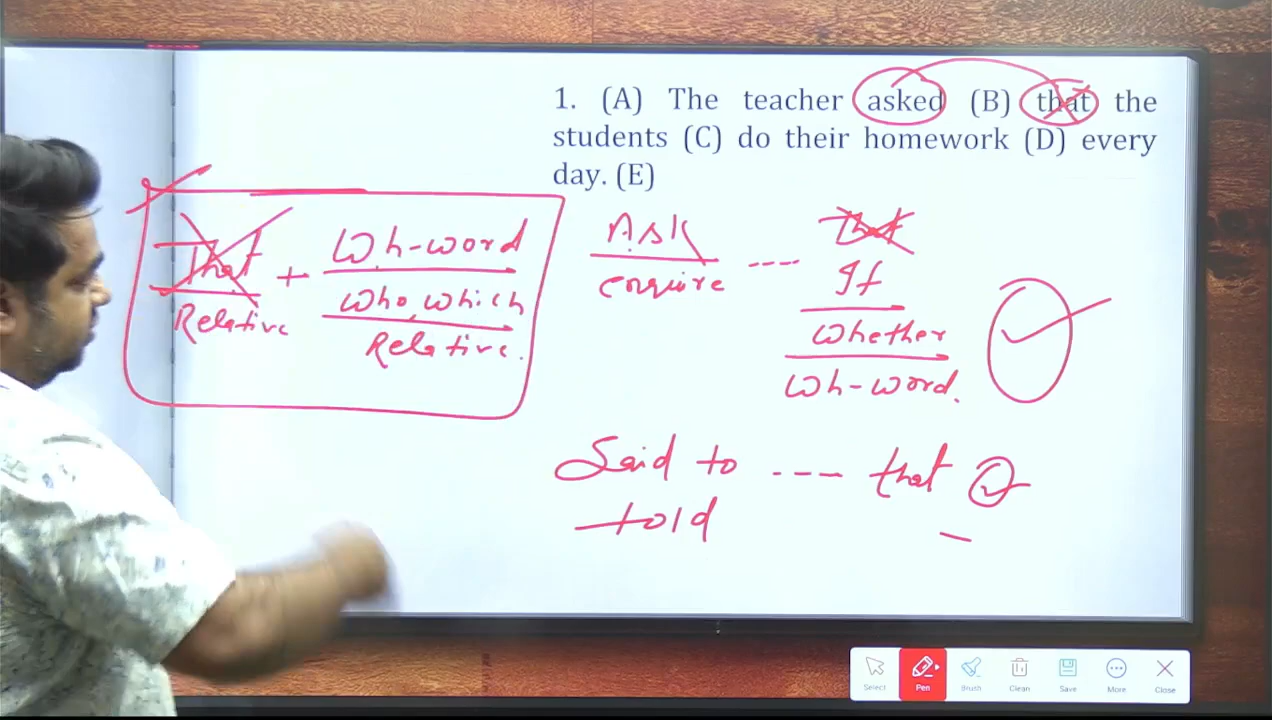 1. (A) The teacher asked (B) that the
students (C) do their homework (D) every
day. (E)
That + Wh-word
Relative who, which
Relative.
Ask ---- that
enquire If
whether
Wh-word.
Said to ---- that
told
Select Pen Brush Clean Save More Close